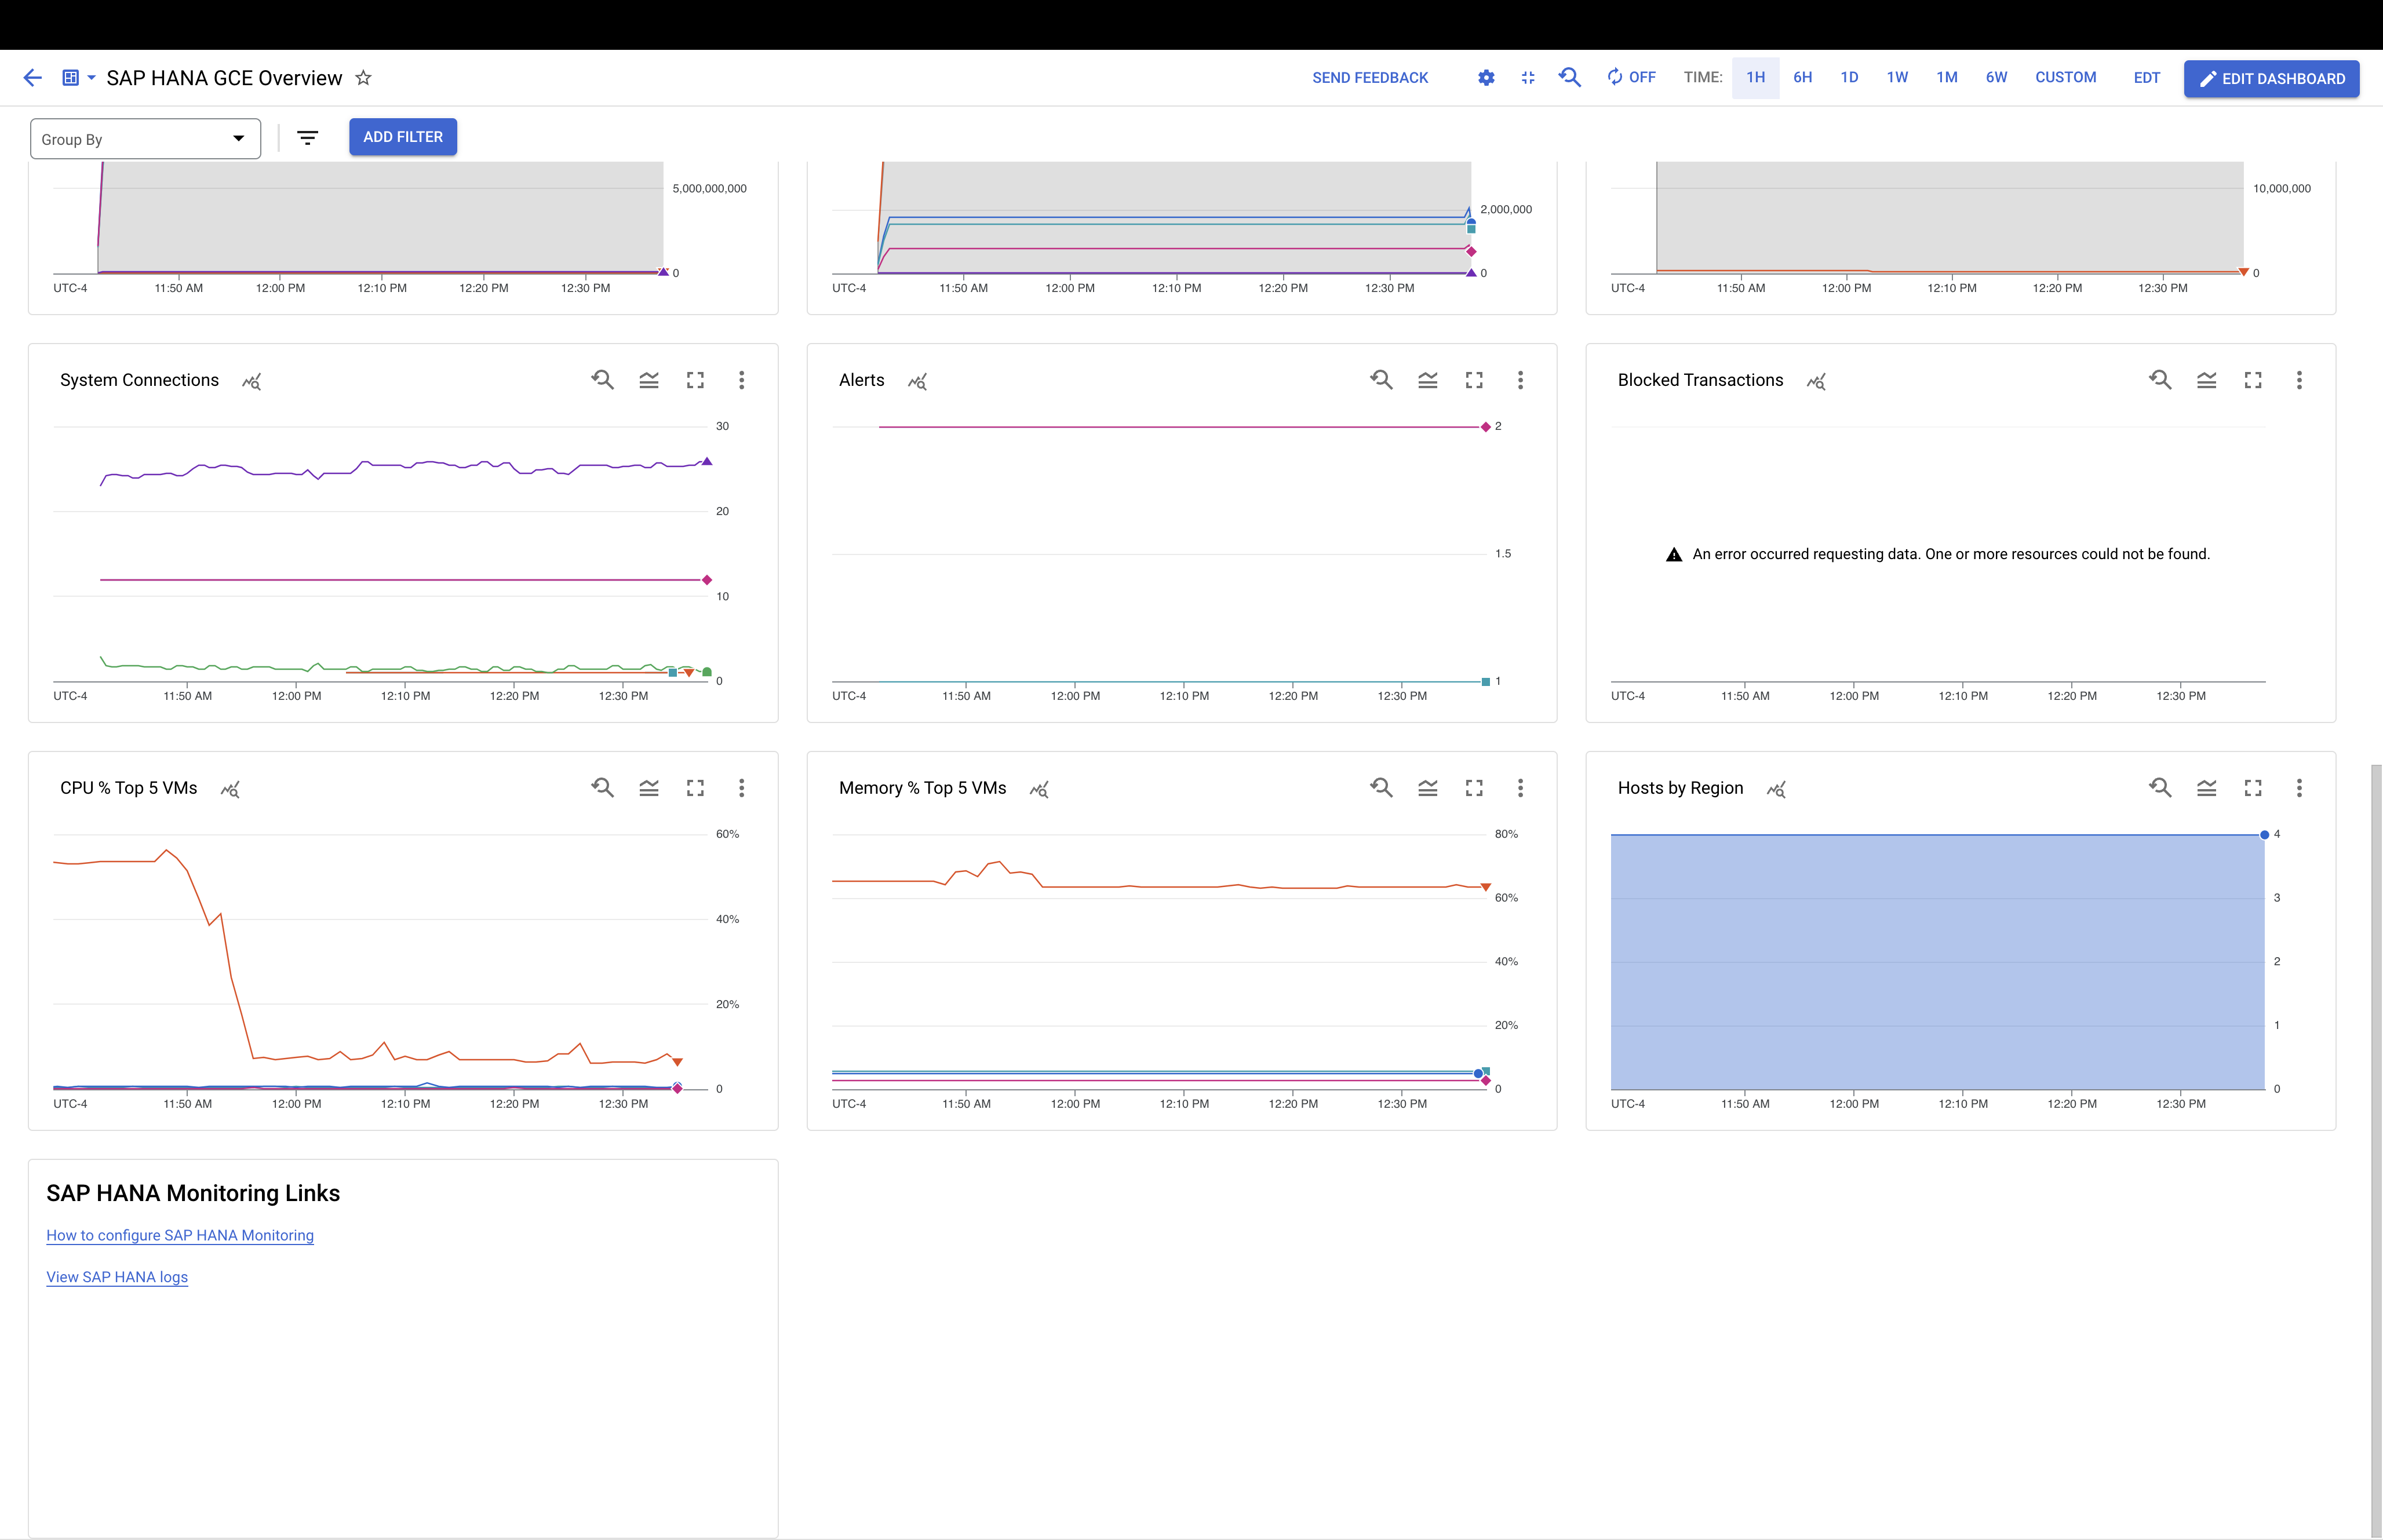 SAP HANA GCE Overview
SEND FEEDBACK
OFF
TIME:
1H
6H
1D
1W
1M
6W
CUSTOM
EDT
EDIT DASHBOARD
Group By
ADD FILTER
5,000,000,000
0
UTC-4 11:50 AM 12:00 PM 12:10 PM 12:20 PM 12:30 PM
2,000,000
0
UTC-4 11:50 AM 12:00 PM 12:10 PM 12:20 PM 12:30 PM
10,000,000
0
UTC-4 11:50 AM 12:00 PM 12:10 PM 12:20 PM 12:30 PM
System Connections
30
20
10
0
UTC-4 11:50 AM 12:00 PM 12:10 PM 12:20 PM 12:30 PM
Alerts
2
1.5
1
UTC-4 11:50 AM 12:00 PM 12:10 PM 12:20 PM 12:30 PM
Blocked Transactions
An error occurred requesting data. One or more resources could not be found.
UTC-4 11:50 AM 12:00 PM 12:10 PM 12:20 PM 12:30 PM
CPU % Top 5 VMs
60%
40%
20%
0
UTC-4 11:50 AM 12:00 PM 12:10 PM 12:20 PM 12:30 PM
Memory % Top 5 VMs
80%
60%
40%
20%
0
UTC-4 11:50 AM 12:00 PM 12:10 PM 12:20 PM 12:30 PM
Hosts by Region
4
3
2
1
0
UTC-4 11:50 AM 12:00 PM 12:10 PM 12:20 PM 12:30 PM
SAP HANA Monitoring Links
How to configure SAP HANA Monitoring
View SAP HANA logs